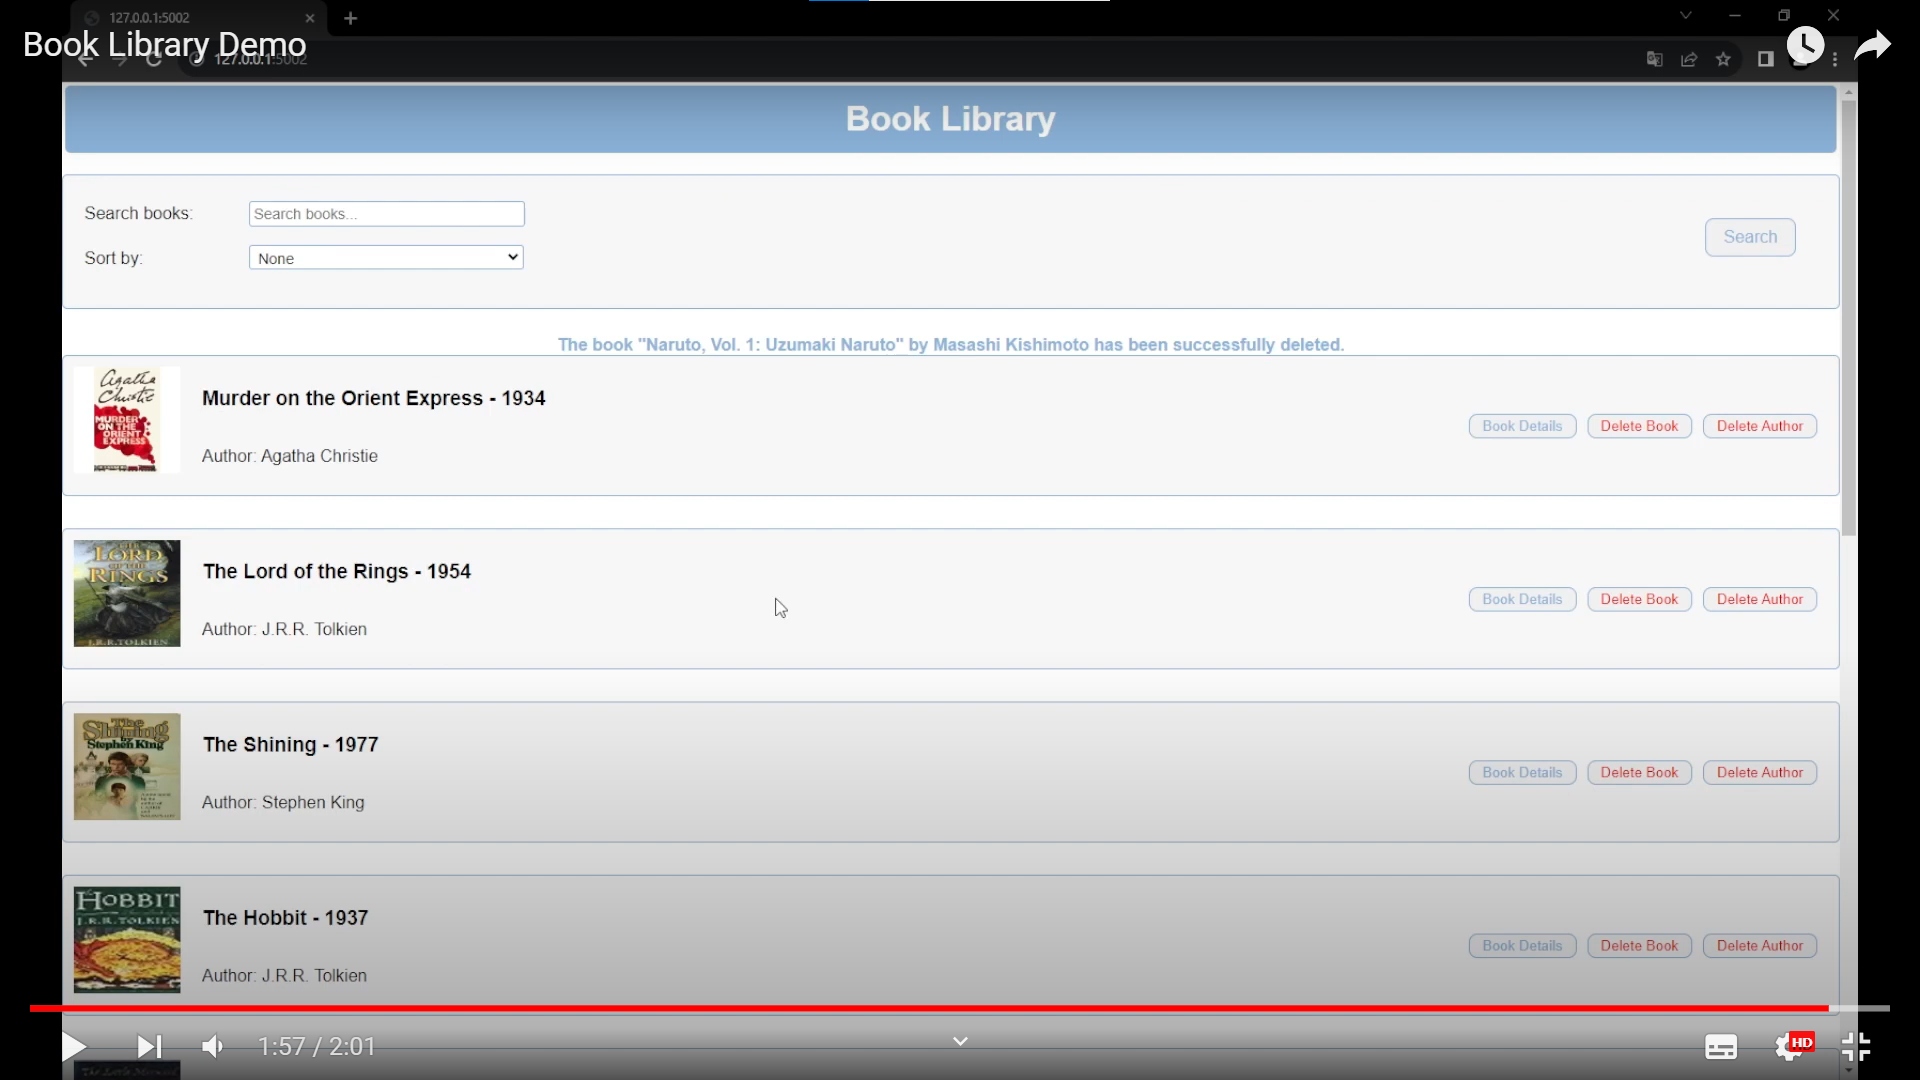 127.0.0.1:5002
Book Library Demo
127.0.0.1:5002
Book Library
Search books:
Search books...
Search
Sort by:
None
The book "Naruto, Vol. 1: Uzumaki Naruto" by Masashi Kishimoto has been successfully deleted.
Agatha
Christie
MURDER
ON THE
ORIENT
EXPRESS
Murder on the Orient Express - 1934
Author: Agatha Christie
Book Details
Delete Book
Delete Author
THE
LORD
OF THE
RINGS
J.R.R.TOLKIEN
The Lord of the Rings - 1954
Author: J.R.R. Tolkien
Book Details
Delete Book
Delete Author
The
Shining
by
Stephen King
The Shining - 1977
Author: Stephen King
Book Details
Delete Book
Delete Author
HOBBIT
J.R.R.TOLKIEN
The Hobbit - 1937
Author: J.R.R. Tolkien
Book Details
Delete Book
Delete Author
1:57 / 2:01
HD
The Little Mermaid